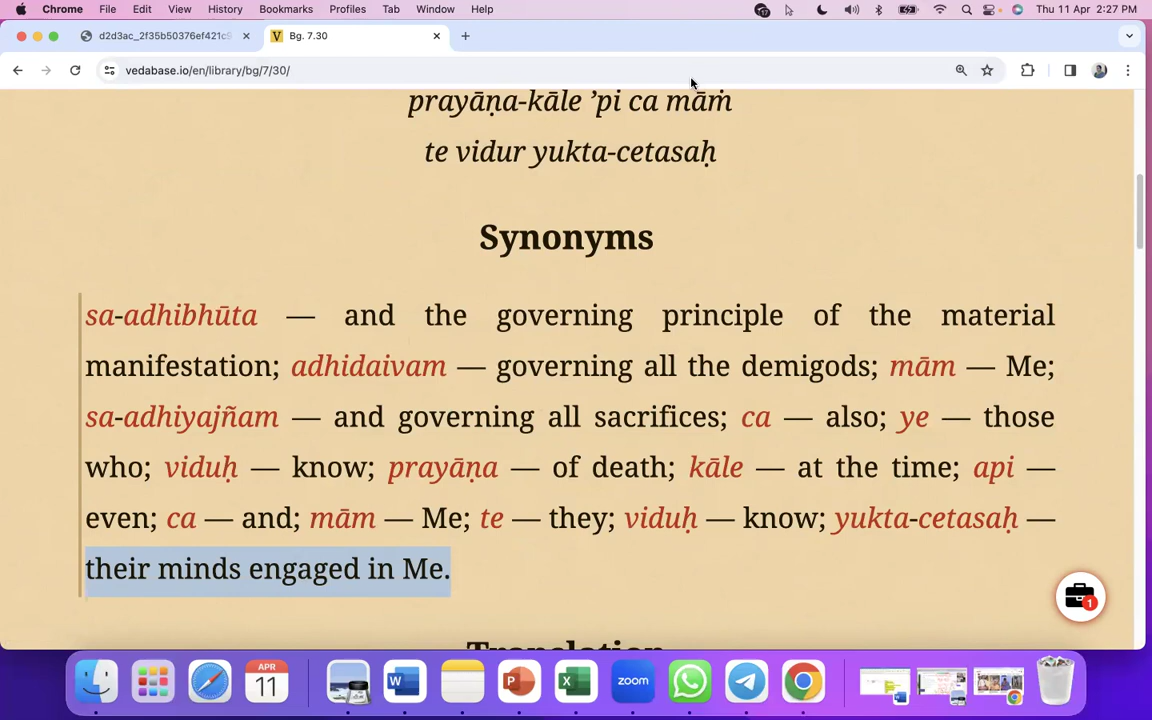 Chrome File Edit View History Bookmarks Profiles Tab Window Help Thu 11 Apr 2:27 PM
d2d3ac_2f35b50376ef421c9 Bg. 7.30
vedabase.io/en/library/bg/7/30/
prayāṇa-kāle ’pi ca māṁ
te vidur yukta-cetasaḥ
Synonyms
sa-adhibhūta — and the governing principle of the material
manifestation; adhidaivam — governing all the demigods; mām — Me;
sa-adhiyajñam — and governing all sacrifices; ca — also; ye — those
who; viduḥ — know; prayāṇa — of death; kāle — at the time; api —
even; ca — and; mām — Me; te — they; viduḥ — know; yukta-cetasaḥ —
their minds engaged in Me.
1
Translation
APR
11
W
P
X
zoom